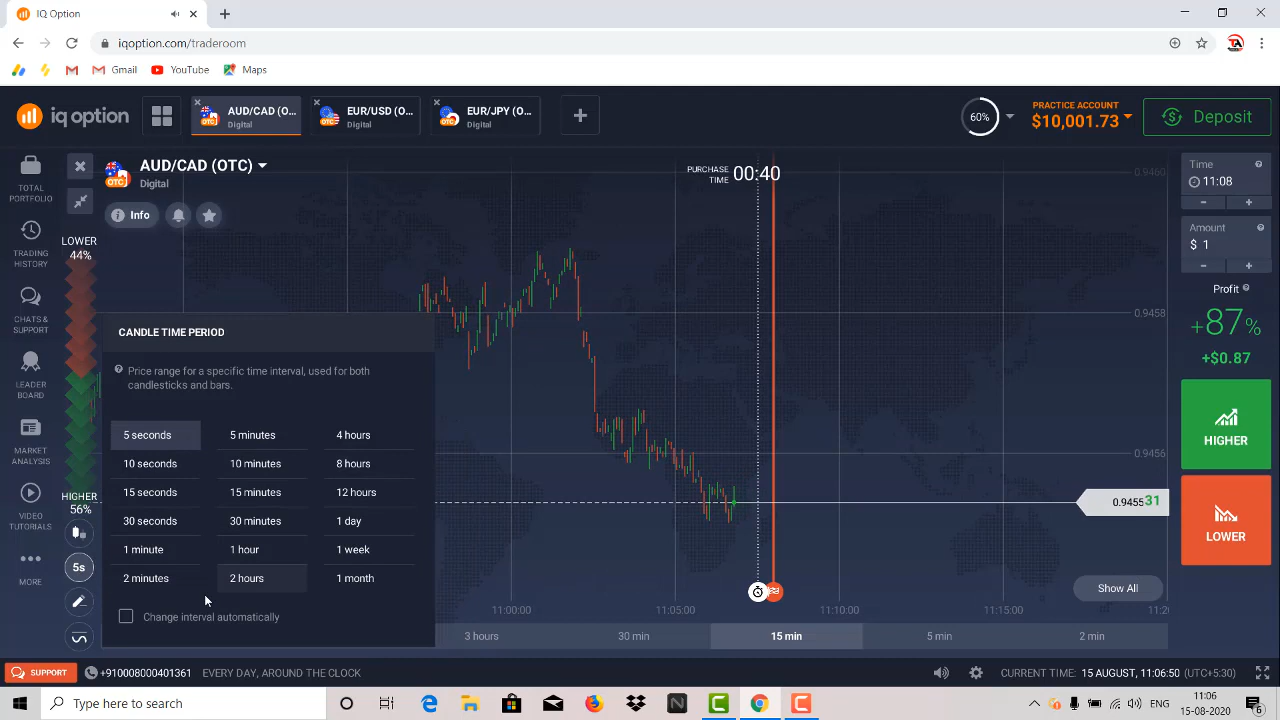 IQ Option
iqoption.com/traderoom
Gmail
YouTube
Maps
iq option
AUD/CAD (O...
Digital
EUR/USD (O...
Digital
EUR/JPY (O...
Digital
60%
PRACTICE ACCOUNT
$10,001.73
Deposit
TOTAL
PORTFOLIO
TRADING
HISTORY
CHATS &
SUPPORT
LEADER
BOARD
MARKET
ANALYSIS
VIDEO
TUTORIALS
MORE
AUD/CAD (OTC)
Digital
OTC
Info
LOWER
44%
HIGHER
56%
5s
PURCHASE
TIME
00:40
CANDLE TIME PERIOD
Price range for a specific time interval, used for both
candlesticks and bars.
5 seconds
5 minutes
4 hours
10 seconds
10 minutes
8 hours
15 seconds
15 minutes
12 hours
30 seconds
30 minutes
1 day
1 minute
1 hour
1 week
2 minutes
2 hours
1 month
Change interval automatically
0.9460
0.9458
0.9456
0.945531
Show All
11:00:00
11:05:00
11:10:00
11:15:00
11:20
3 hours
30 min
15 min
5 min
2 min
Time
11:08
Amount
$ 1
Profit
+87%
+$0.87
HIGHER
LOWER
SUPPORT
+910008000401361
EVERY DAY, AROUND THE CLOCK
CURRENT TIME: 15 AUGUST, 11:06:50 (UTC+5:30)
Type here to search
ENG
11:06
15-08-2020
6